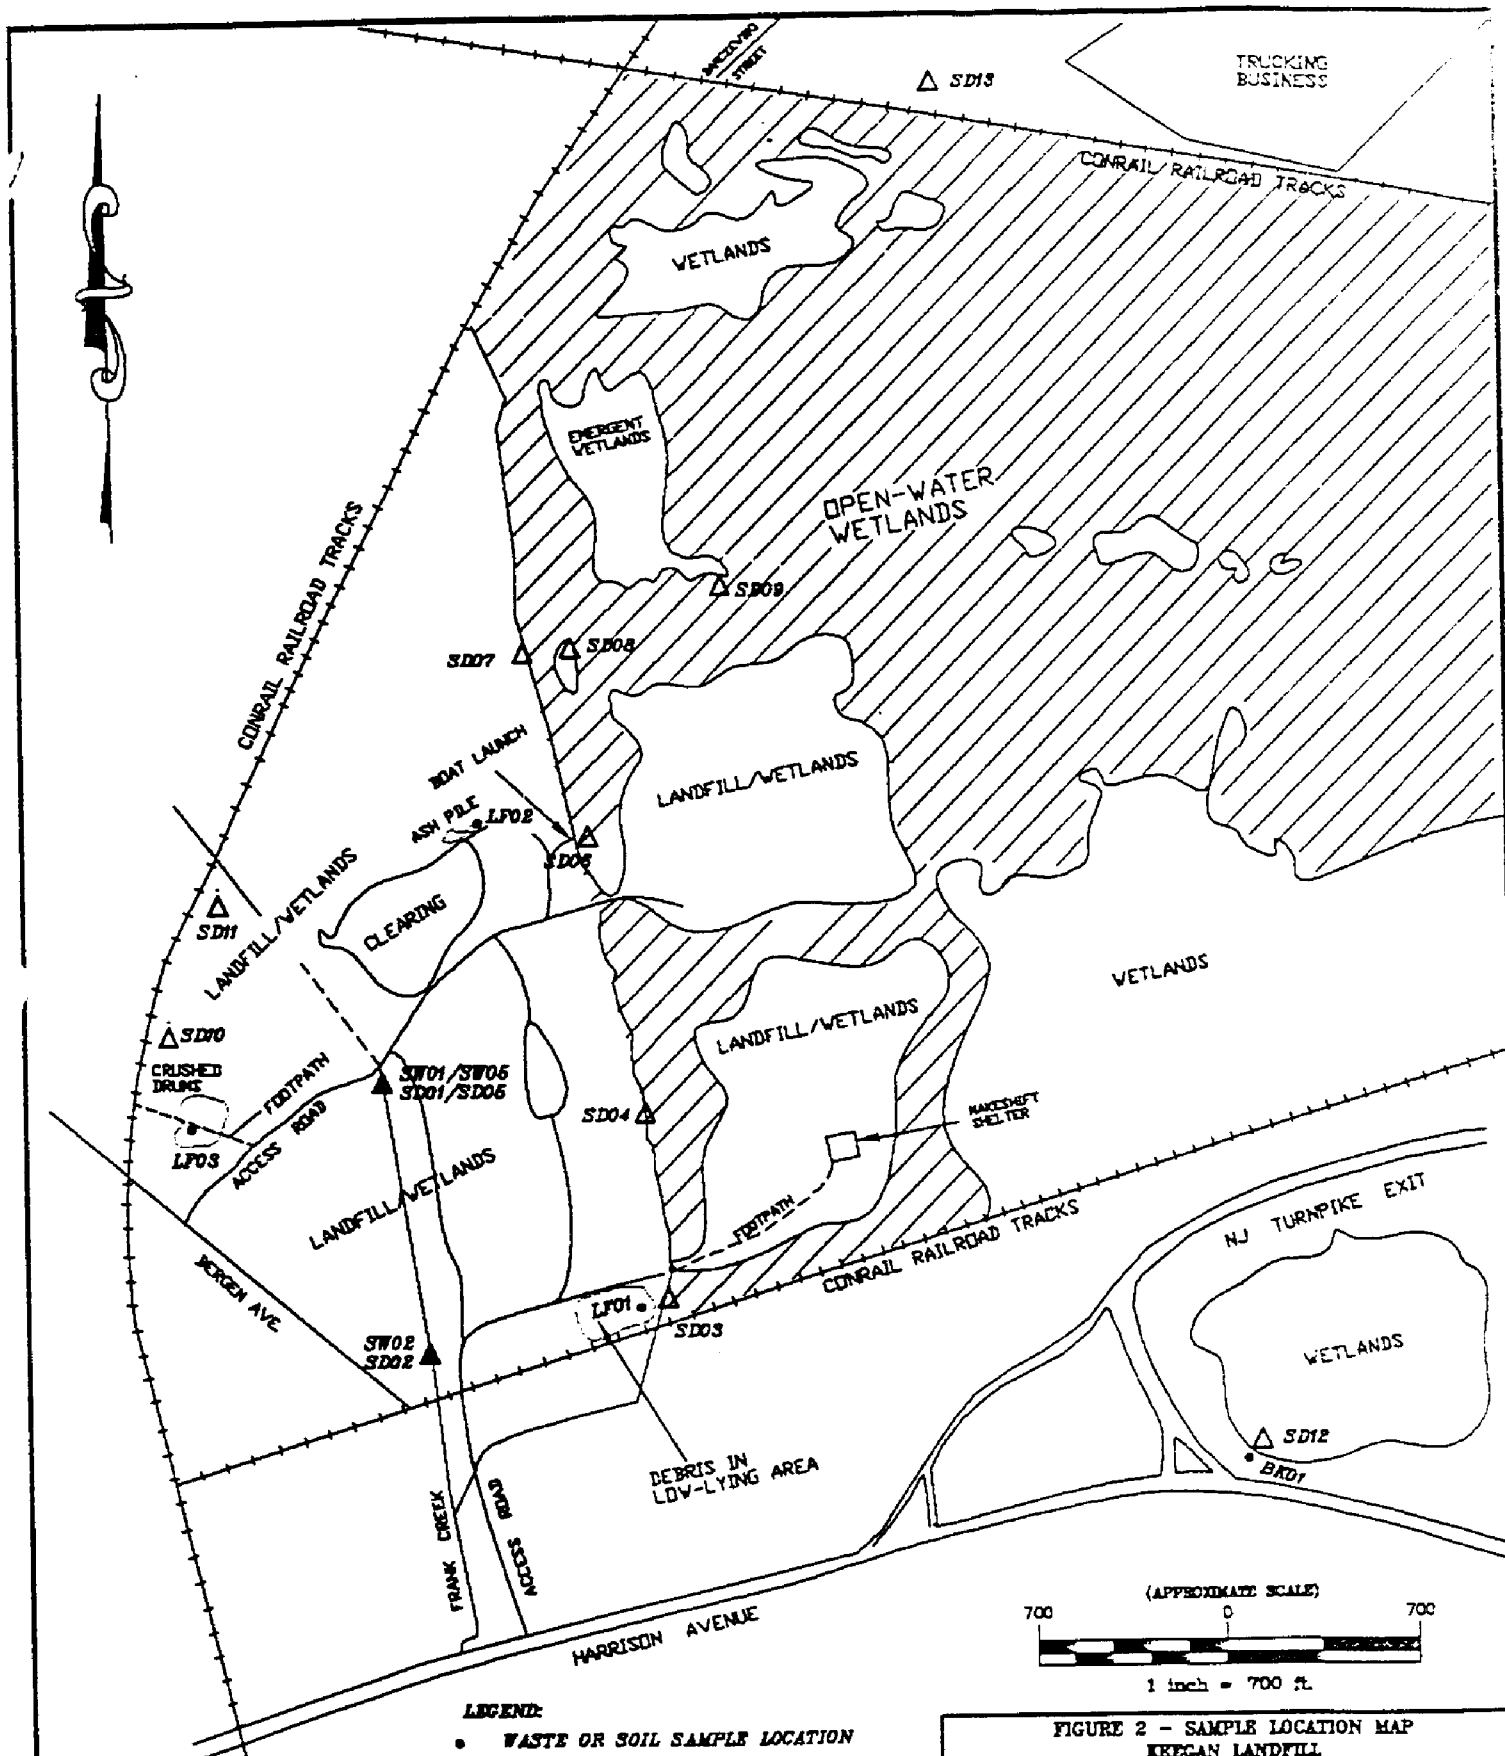 STREET
SD13
TRUCKING
BUSINESS
CONRAIL RAILROAD TRACKS
WETLANDS
EMERGENT
WETLANDS
OPEN-WATER
WETLANDS
CONRAIL RAILROAD TRACKS
SD09
SD07
SD08
BOAT LAUNCH
LANDFILL/WETLANDS
ASH PILE
LF02
SD06
LANDFILL/WETLANDS
CLEARING
SD11
WETLANDS
LANDFILL/WETLANDS
SD10
CRUSHED
DRUMS
FOOTPATH
SW01/SW05
SD01/SD05
SD04
MAKESHIFT
SHELTER
LF03
ACCESS ROAD
LANDFILL/WETLANDS
FOOTPATH
NJ TURNPIKE EXIT
CONRAIL RAILROAD TRACKS
BERGEN AVE.
LF01
SD03
SW02
SD02
WETLANDS
SD12
BK01
DEBRIS IN
LOW-LYING AREA
FRANK CREEK
ACCESS ROAD
HARRISON AVENUE
(APPROXIMATE SCALE)
700 0 700
1 inch = 700 ft.
LEGEND:
WASTE OR SOIL SAMPLE LOCATION
FIGURE 2 - SAMPLE LOCATION MAP
KEEGAN LANDFILL